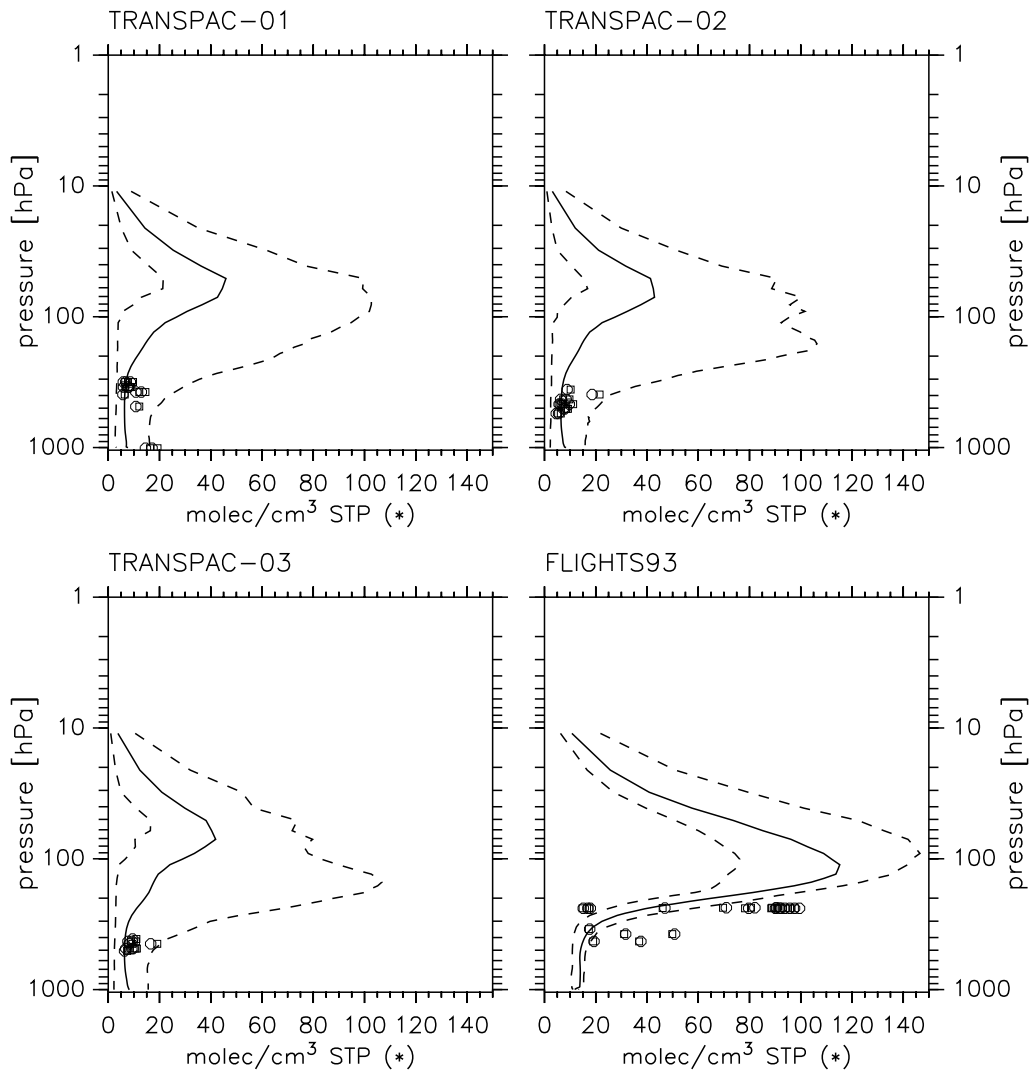 TRANSPAC-01
TRANSPAC-02
1
10
100
1000
pressure [hPa]
1
10
100
1000
pressure [hPa]
0 20 40 60 80 100 120 140
molec/cm³ STP (*)
0 20 40 60 80 100 120 140
molec/cm³ STP (*)
TRANSPAC-03
FLIGHTS93
1
10
100
1000
pressure [hPa]
1
10
100
1000
pressure [hPa]
0 20 40 60 80 100 120 140
molec/cm³ STP (*)
0 20 40 60 80 100 120 140
molec/cm³ STP (*)